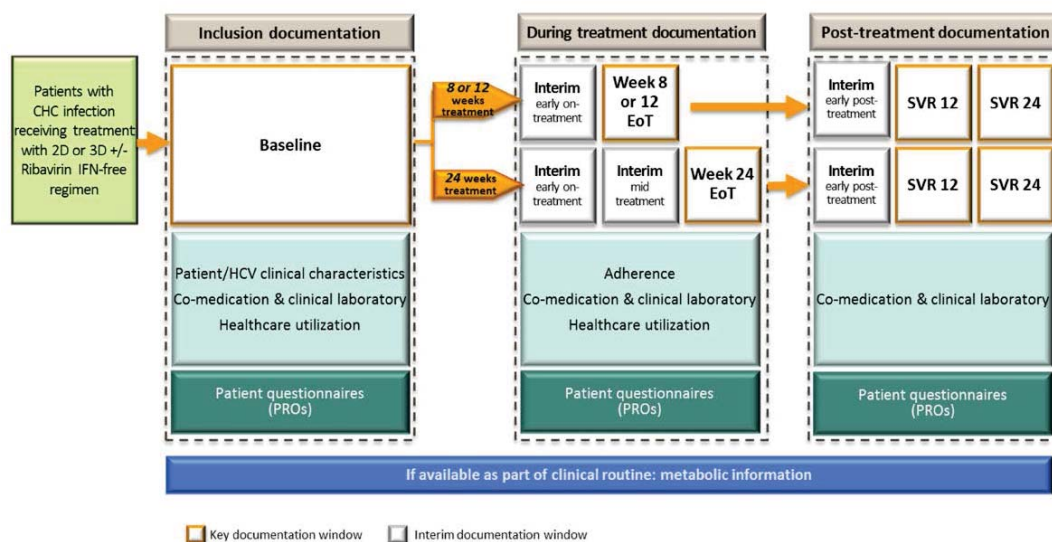 Inclusion documentation
During treatment documentation
Post-treatment documentation
Patients with
CHC infection
receiving treatment
with 2D or 3D +/-
Ribavirin IFN-free
regimen
Baseline
8 or 12
weeks
treatment
24 weeks
treatment
Interim
early on-
treatment
Week 8
or 12
EoT
Interim
early post-
treatment
SVR 12
SVR 24
Interim
early on-
treatment
Interim
mid
treatment
Week 24
EoT
Interim
early post-
treatment
SVR 12
SVR 24
Patient/HCV clinical characteristics
Co-medication & clinical laboratory
Healthcare utilization
Adherence
Co-medication & clinical laboratory
Healthcare utilization
Co-medication & clinical laboratory
Patient questionnaires
(PROs)
Patient questionnaires
(PROs)
Patient questionnaires
(PROs)
If available as part of clinical routine: metabolic information
Key documentation window
Interim documentation window